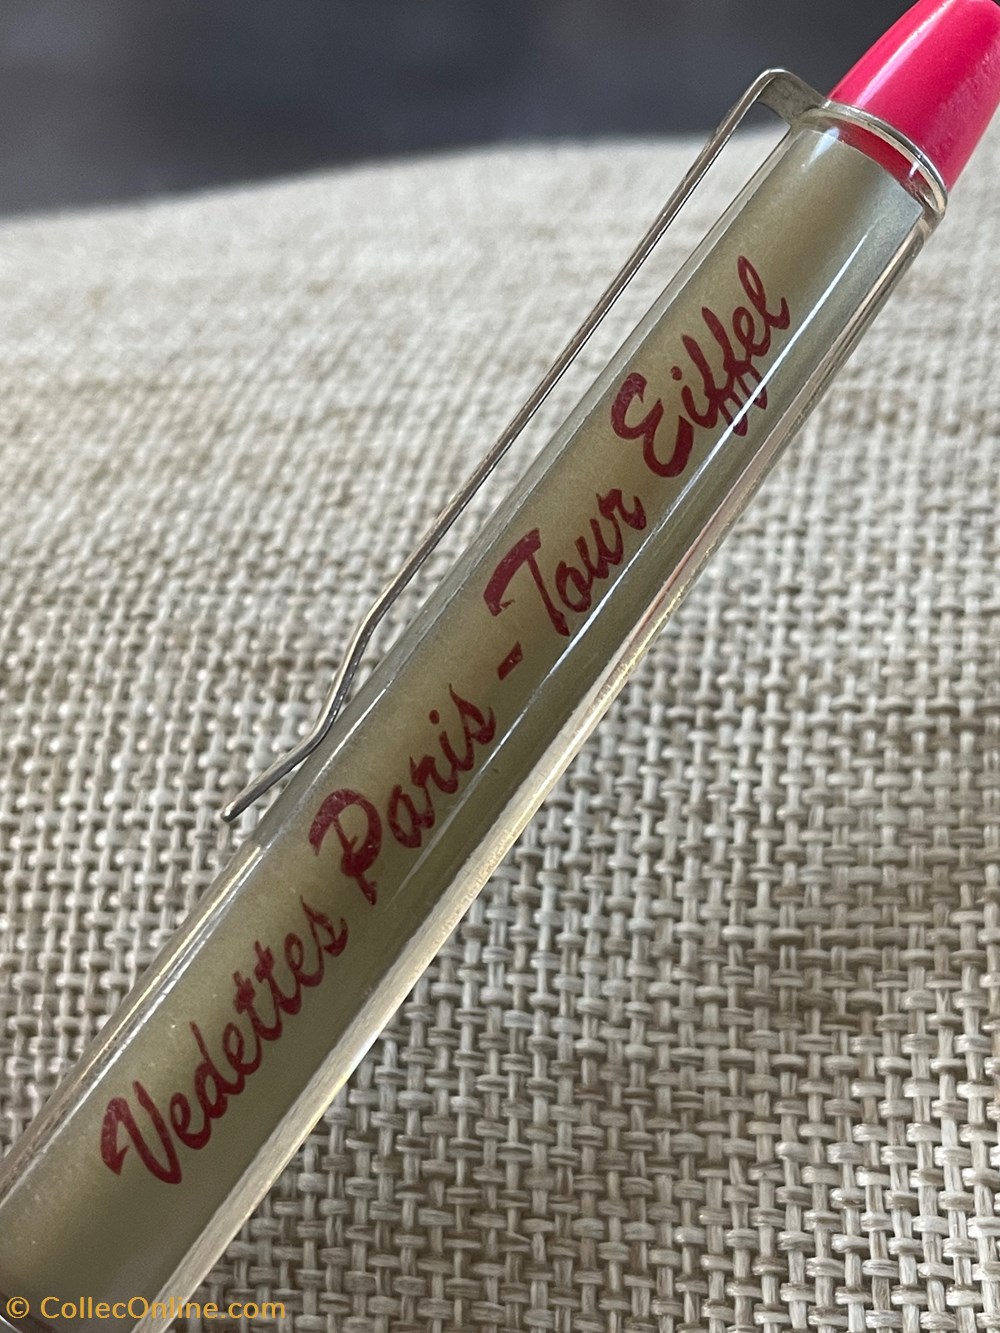 Vedettes Paris - Tour Eiffel
© CollecOnline.com